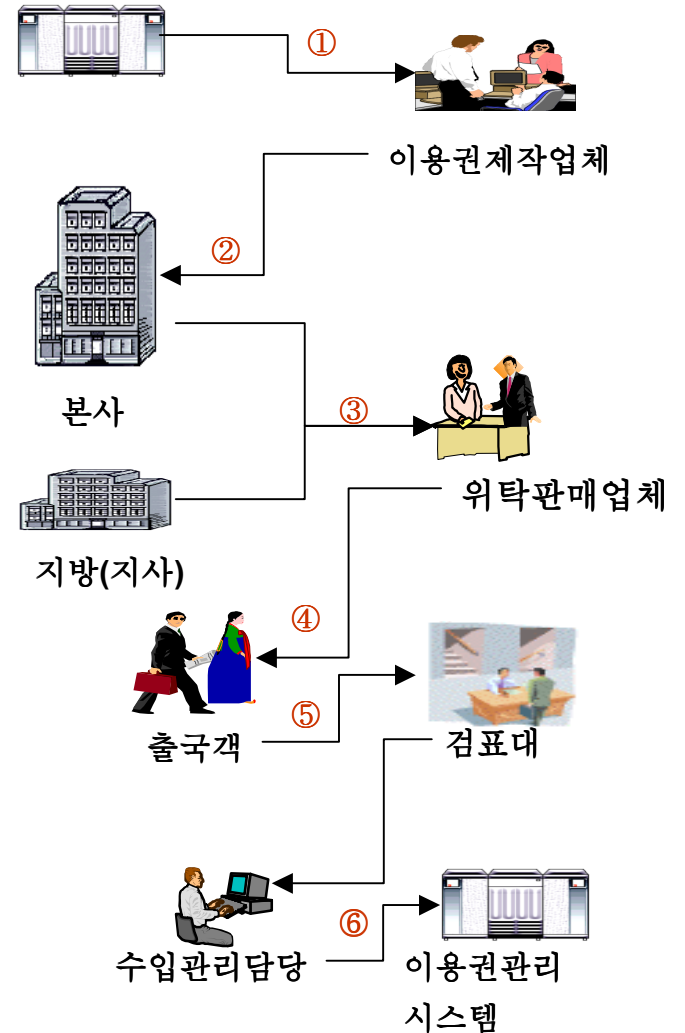 ①
이용권제작업체
②
본사
③
위탁판매업체
지방(지사)
④
⑤
출국객
검표대
⑥
수입관리담당
이용권관리
시스템